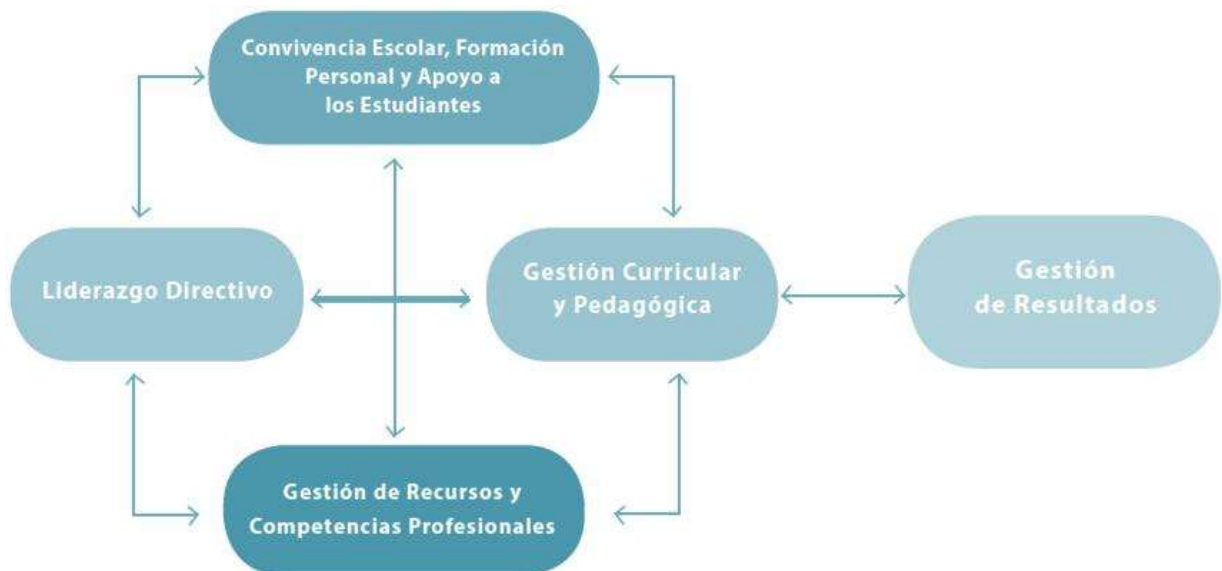 Convivencia Escolar, Formación
Personal y Apoyo a
los Estudiantes
Liderazgo Directivo
Gestión Curricular
y Pedagógica
Gestión
de Resultados
Gestión de Recursos y
Competencias Profesionales